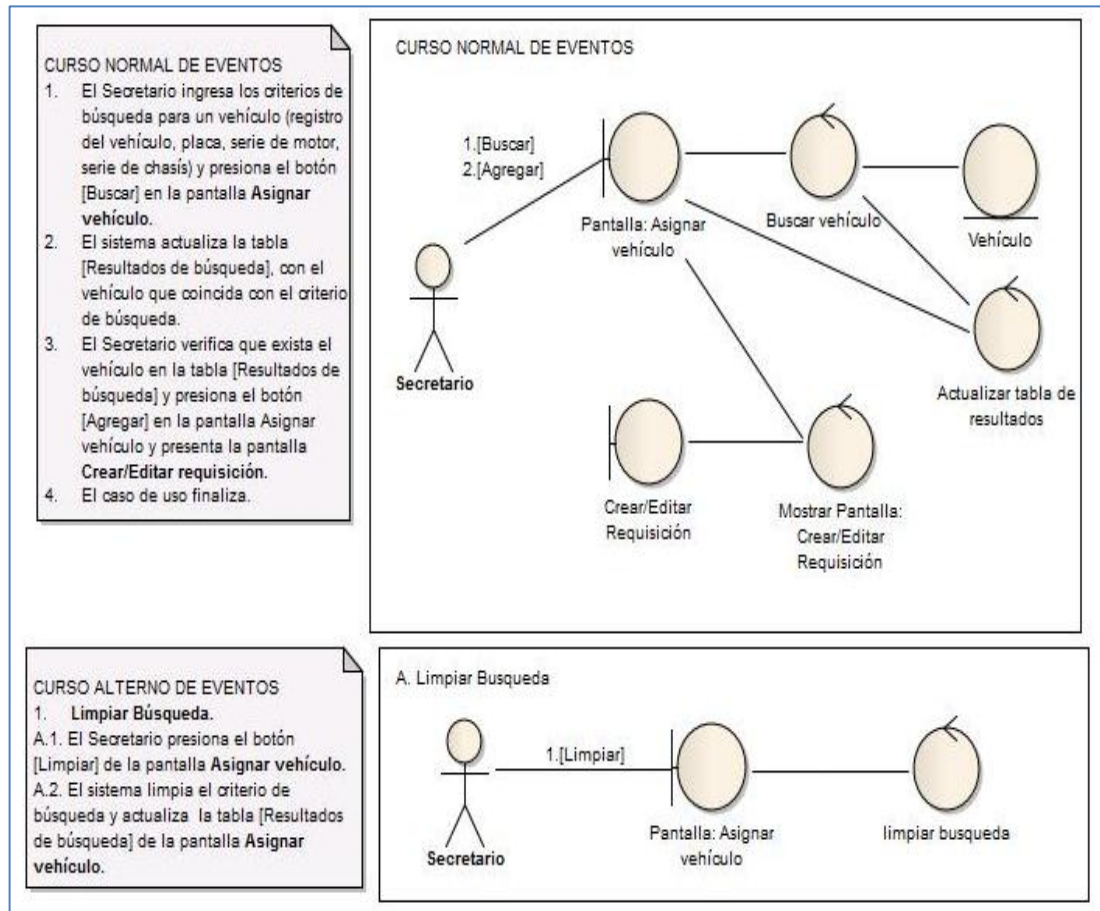 CURSO NORMAL DE EVENTOS
1. El Secretario ingresa los criterios de
búsqueda para un vehículo (registro
del vehículo, placa, serie de motor,
serie de chasís) y presiona el botón
[Buscar] en la pantalla Asignar
vehículo.
2. El sistema actualiza la tabla
[Resultados de búsqueda], con el
vehículo que coincida con el criterio
de búsqueda.
3. El Secretario verifica que exista el
vehículo en la tabla [Resultados de
búsqueda] y presiona el botón
[Agregar] en la pantalla Asignar
vehículo y presenta la pantalla
Crear/Editar requisición.
4. El caso de uso finaliza.
CURSO NORMAL DE EVENTOS
1.[Buscar]
2.[Agregar]
Pantalla: Asignar
vehículo
Buscar vehículo
Vehículo
Secretario
Actualizar tabla de
resultados
Crear/Editar
Requisición
Mostrar Pantalla:
Crear/Editar
Requisición
CURSO ALTERNO DE EVENTOS
1. Limpiar Búsqueda.
A.1. El Secretario presiona el botón
[Limpiar] de la pantalla Asignar vehículo.
A.2. El sistema limpia el criterio de
búsqueda y actualiza la tabla [Resultados
de búsqueda] de la pantalla Asignar
vehículo.
A. Limpiar Busqueda
1.[Limpiar]
Secretario
Pantalla: Asignar
vehículo
limpiar busqueda